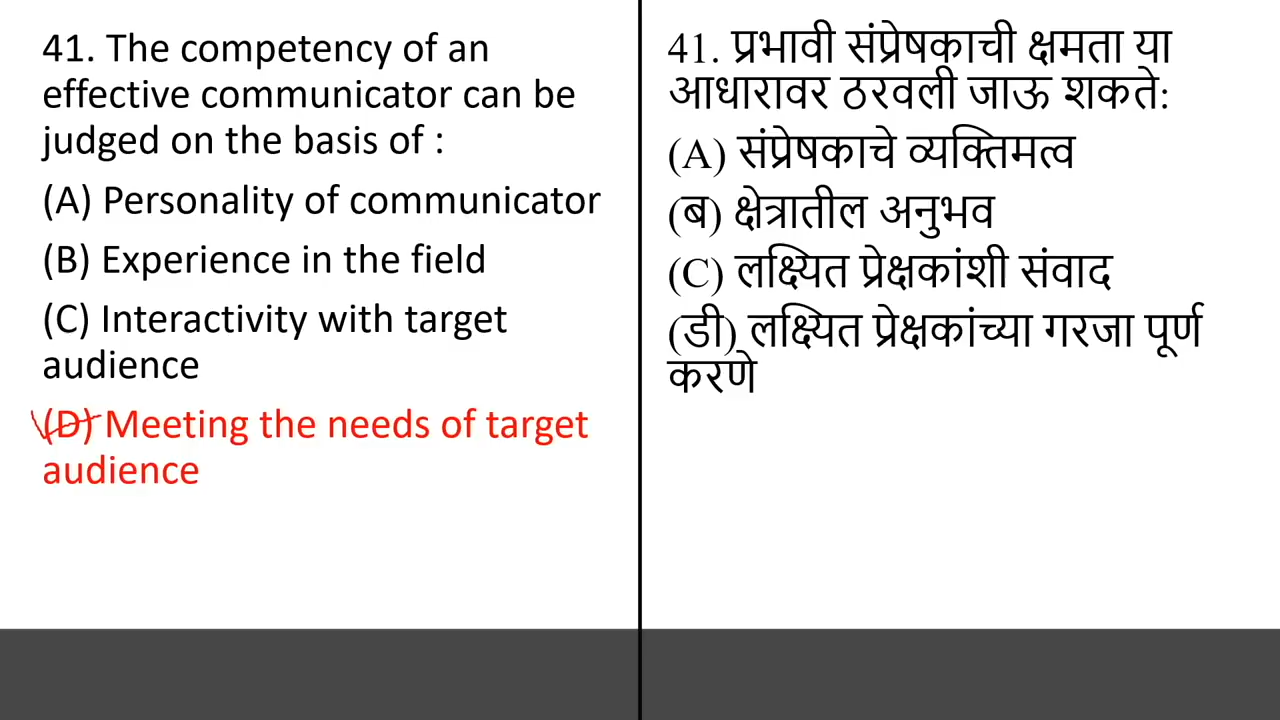 41. The competency of an
effective communicator can be
judged on the basis of :
(A) Personality of communicator
(B) Experience in the field
(C) Interactivity with target
audience
(D) Meeting the needs of target
audience
41. प्रभावी संप्रेषकाची क्षमता या
आधारावर ठरवली जाऊ शकते:
(A) संप्रेषकाचे व्यक्तिमत्व
(ब) क्षेत्रातील अनुभव
(C) लक्ष्यित प्रेक्षकांशी संवाद
(डी) लक्ष्यित प्रेक्षकांच्या गरजा पूर्ण
करणे